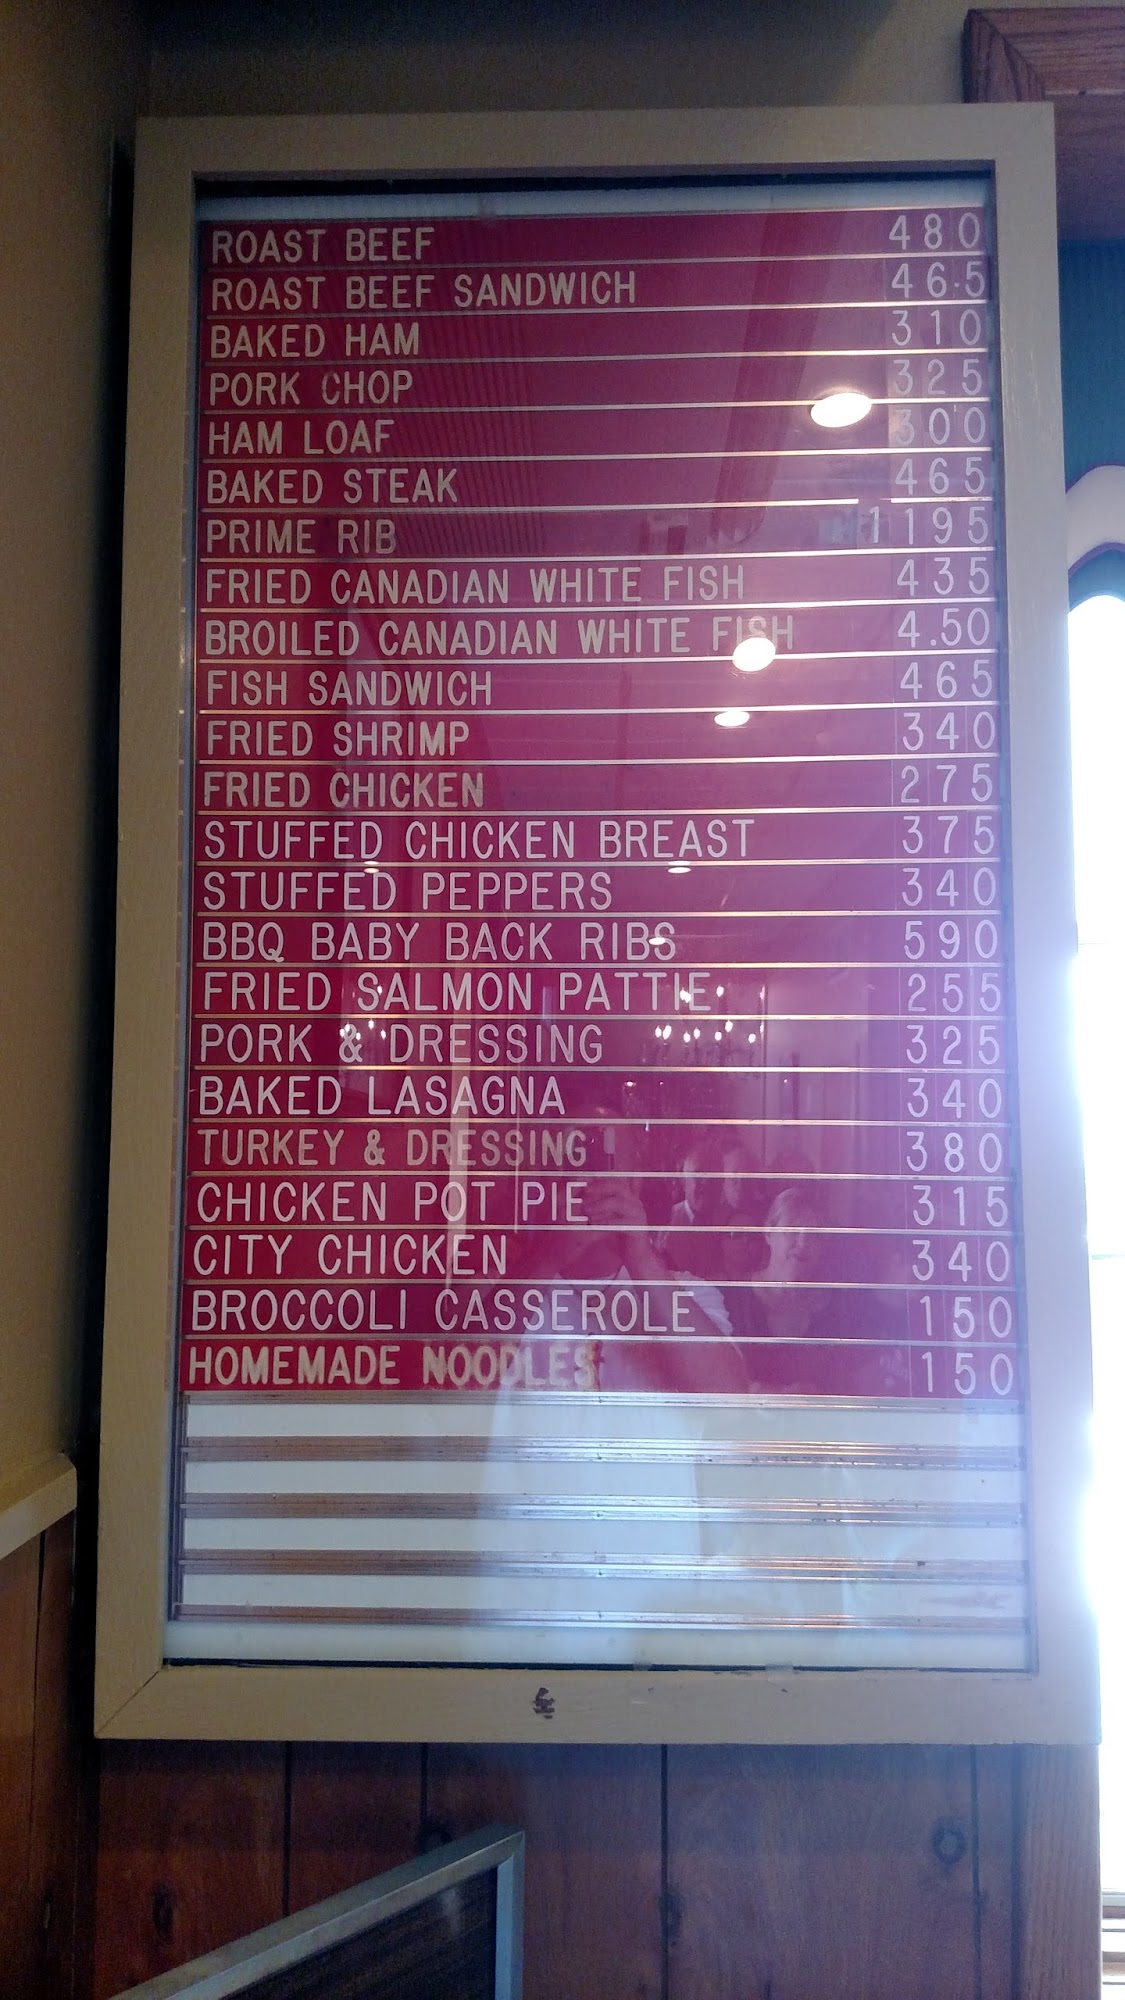 ROAST BEEF 480
ROAST BEEF SANDWICH 465
BAKED HAM 310
PORK CHOP 325
HAM LOAF 300
BAKED STEAK 465
PRIME RIB 1195
FRIED CANADIAN WHITE FISH 435
BROILED CANADIAN WHITE FISH 4.50
FISH SANDWICH 465
FRIED SHRIMP 340
FRIED CHICKEN 275
STUFFED CHICKEN BREAST 375
STUFFED PEPPERS 340
BBQ BABY BACK RIBS 590
FRIED SALMON PATTIE 255
PORK & DRESSING 325
BAKED LASAGNA 340
TURKEY & DRESSING 380
CHICKEN POT PIE 315
CITY CHICKEN 340
BROCCOLI CASSEROLE 150
HOMEMADE NOODLES 150